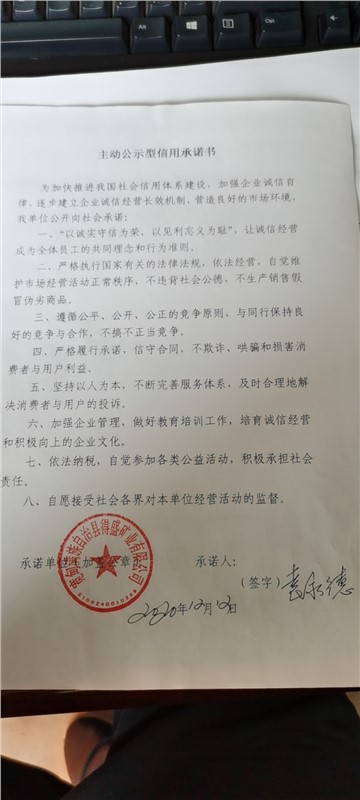 主动公示型信用承诺书
为加快推进我国社会信用体系建设，加强企业诚信自
律，逐步建立企业诚信经营长效机制，营造良好的市场环境，
我单位公开向社会承诺：
一、“以诚实守信为荣，以见利忘义为耻”，让诚信经营
成为全体员工的共同理念和行为准则。
二、严格执行国家有关的法律法规，依法经营，自觉维
护市场经营活动正常秩序，不违背社会公德，不生产销售假
冒伪劣商品。
三、遵循公平、公开、公正的竞争原则，与同行保持良
好的竞争与合作，不搞不正当竞争。
四、严格履行承诺，信守合同，不欺诈、哄骗和损害消
费者与用户利益。
五、坚持以人为本，不断完善服务体系，及时合理地解
决消费者与用户的投诉。
六、加强企业管理，做好教育培训工作，培育诚信经营
和积极向上的企业文化。
七、依法纳税，自觉参加各类公益活动，积极承担社会
责任。
八、自愿接受社会各界对本单位经营活动的监督。
族自治县得盛矿业有限公司
承诺单位（加盖公章） 承诺人：
（签字）
2020年12月12日